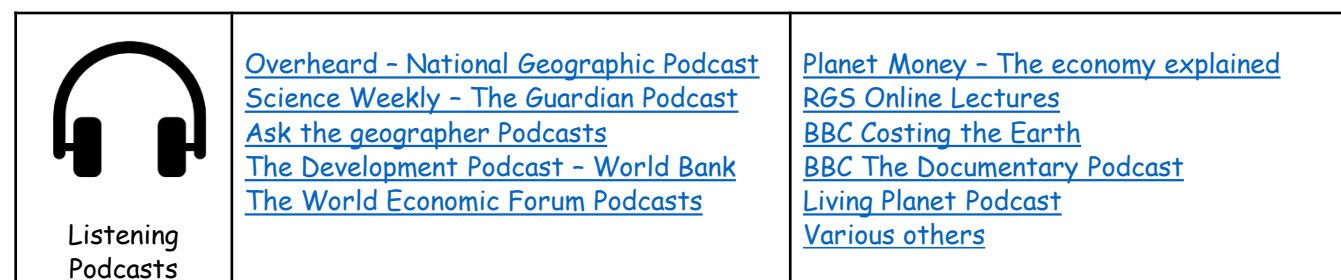 Listening
Podcasts
Overheard – National Geographic Podcast
Science Weekly – The Guardian Podcast
Ask the geographer Podcasts
The Development Podcast – World Bank
The World Economic Forum Podcasts
Planet Money – The economy explained
RGS Online Lectures
BBC Costing the Earth
BBC The Documentary Podcast
Living Planet Podcast
Various others